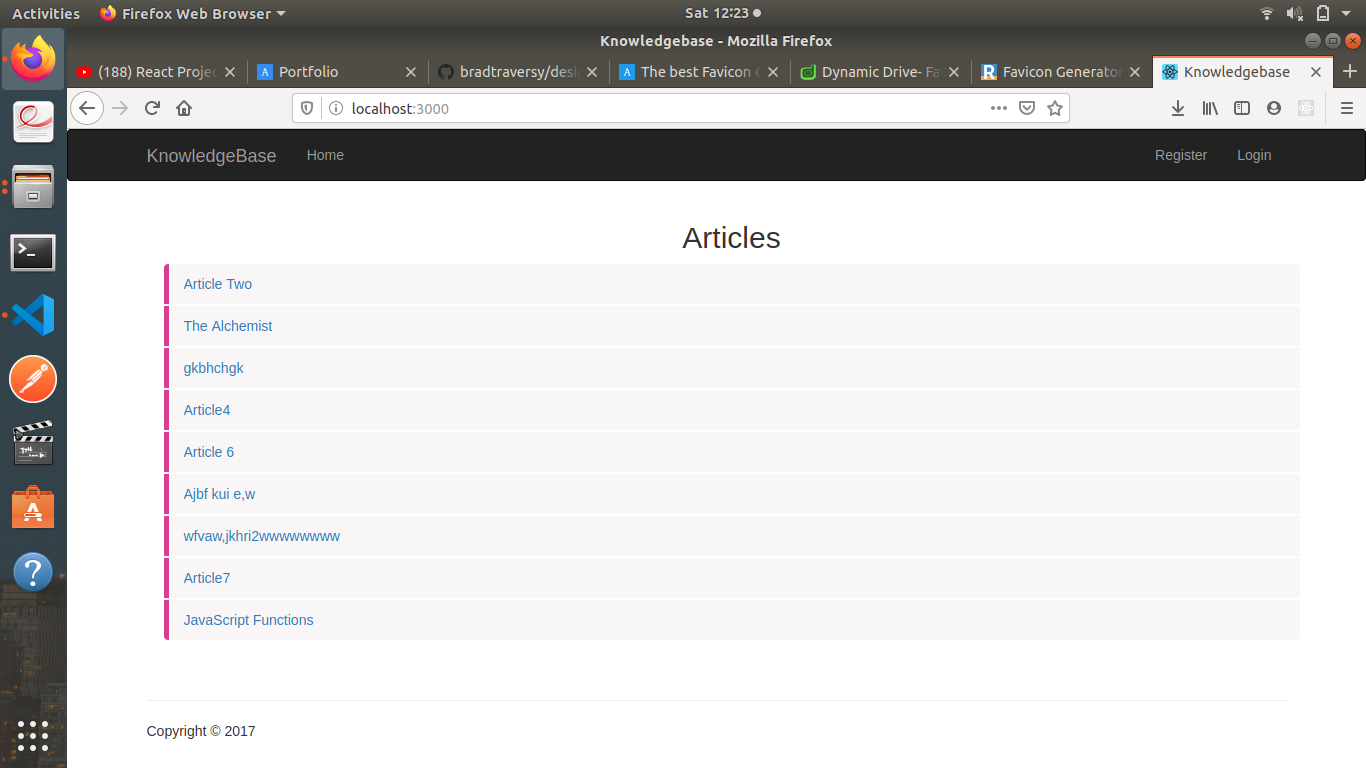 Activities Firefox Web Browser Sat 12:23
Knowledgebase - Mozilla Firefox
(188) React Projec Portfolio bradtraversy/desi The best Favicon G Dynamic Drive- Fa Favicon Generator Knowledgebase
localhost:3000
KnowledgeBase Home Register Login
Articles
Article Two
The Alchemist
gkbhchgk
Article4
Article 6
Ajbf kui e,w
wfvaw,jkhri2wwwwwwww
Article7
JavaScript Functions
Copyright © 2017